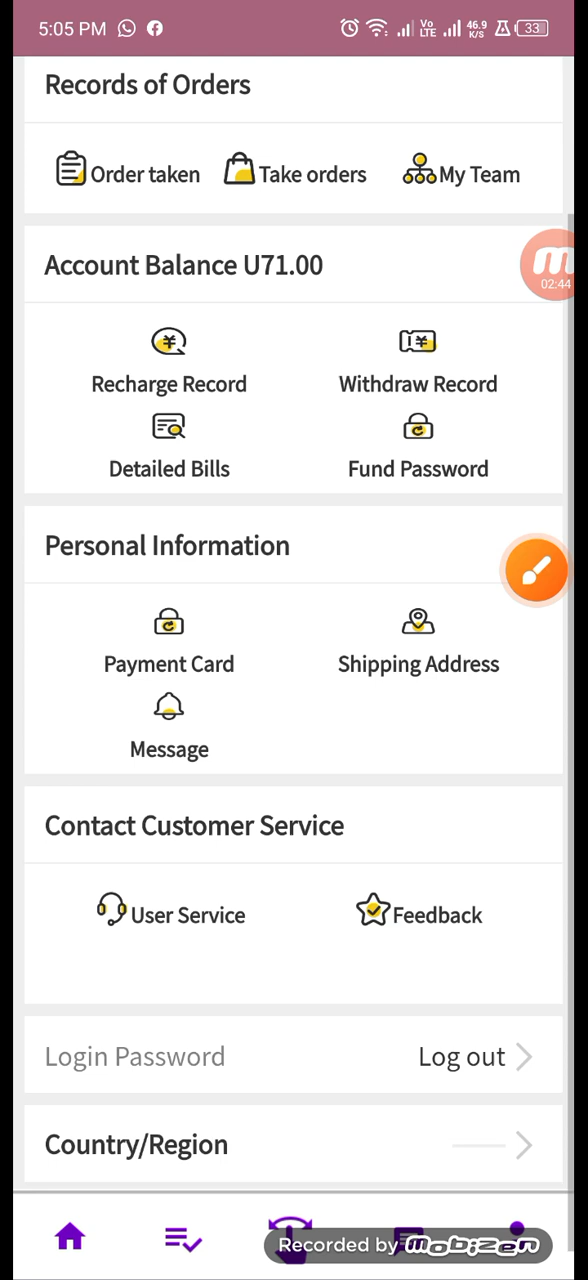 5:05 PM
Vo LTE 46.9 K/S 33
Records of Orders
Order taken Take orders My Team
Account Balance U71.00
02:44
Recharge Record Withdraw Record
Detailed Bills Fund Password
Personal Information
Payment Card Shipping Address
Message
Contact Customer Service
User Service Feedback
Login Password Log out
Country/Region
Recorded by mobizen